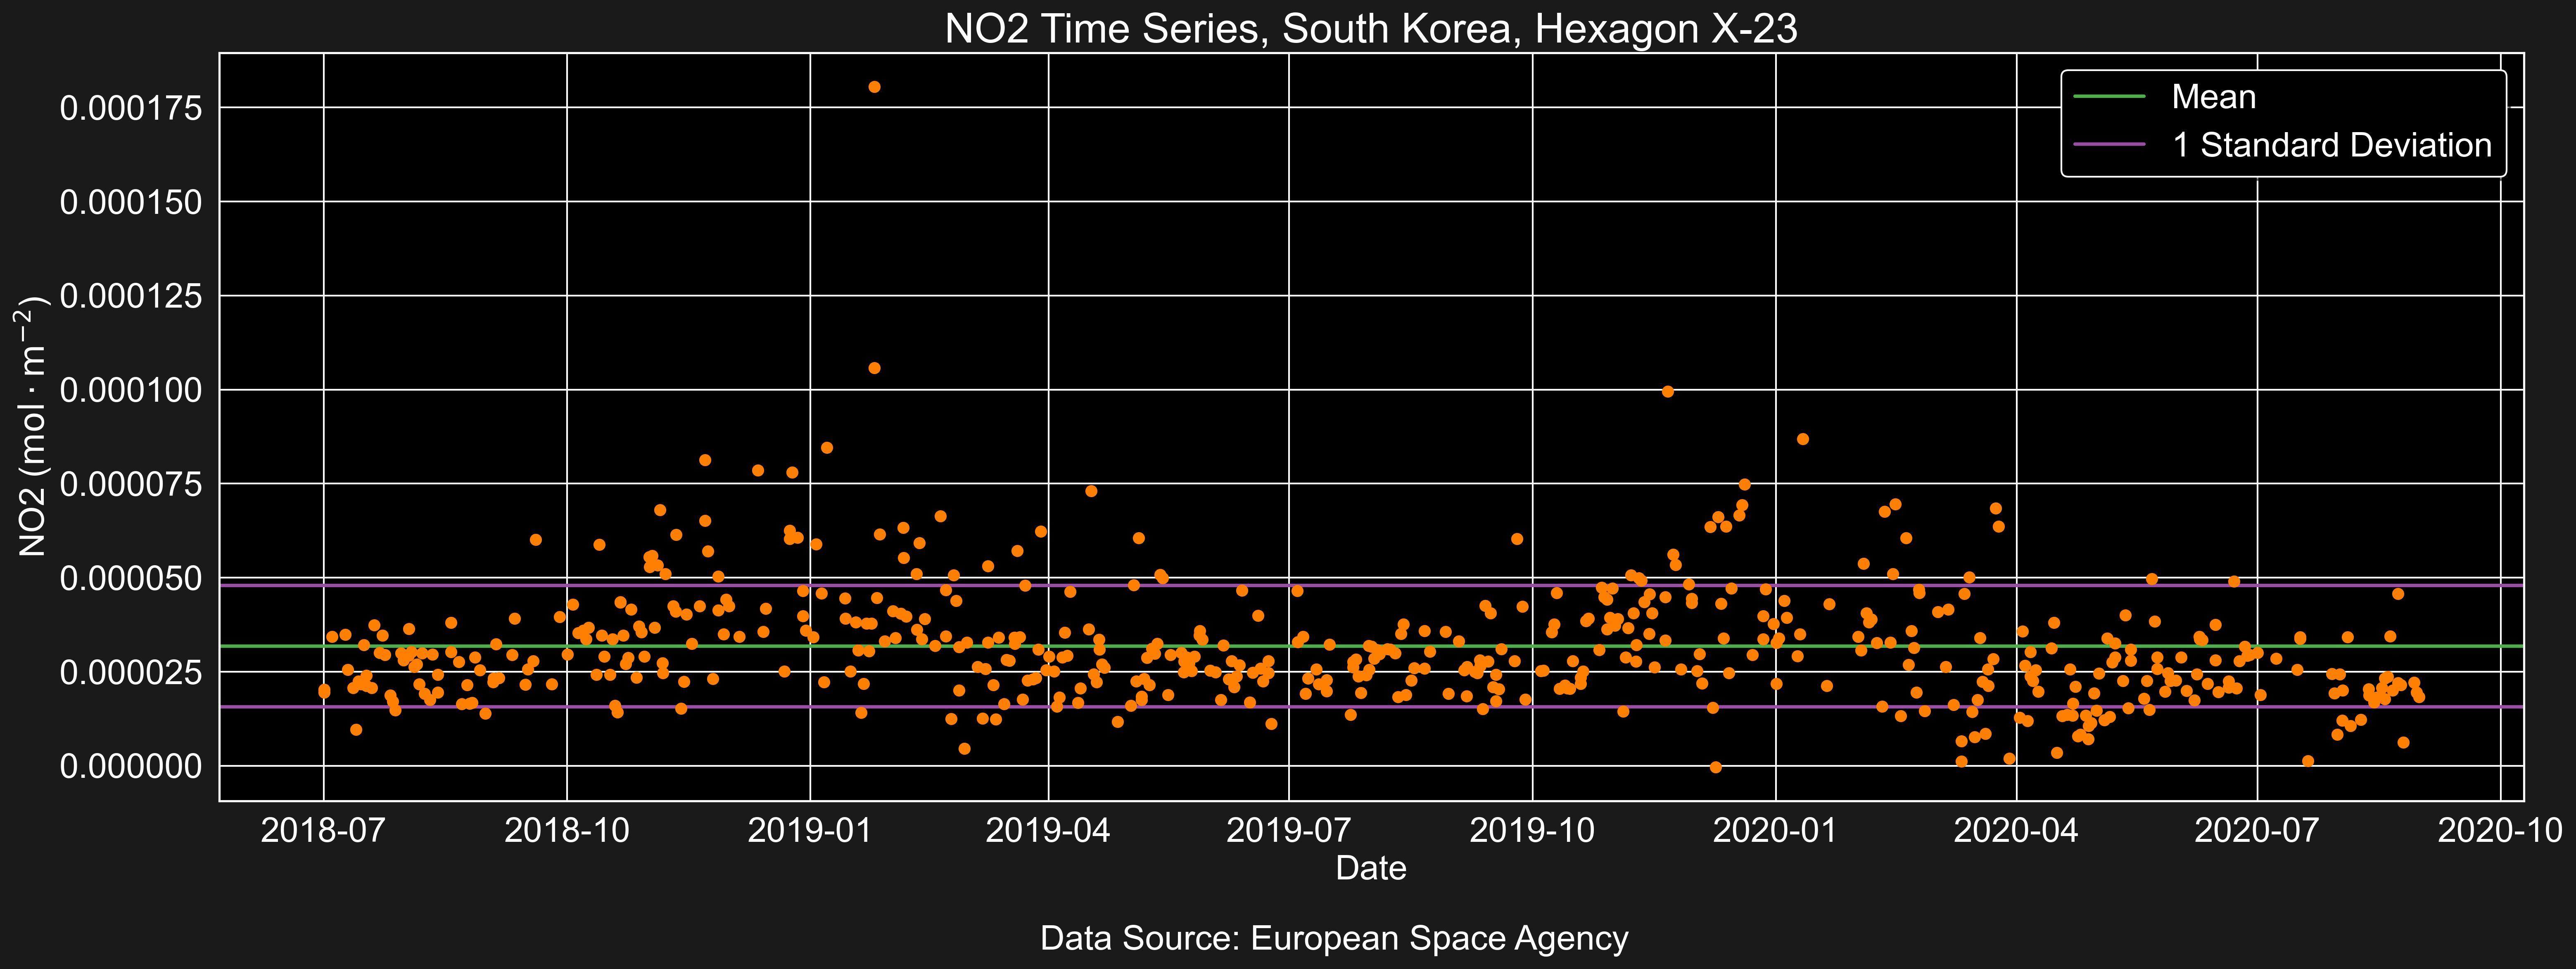 NO2 Time Series, South Korea, Hexagon X-23
Mean
1 Standard Deviation
NO2 (mol · m⁻²)
0.000175
0.000150
0.000125
0.000100
0.000075
0.000050
0.000025
0.000000
2018-07 2018-10 2019-01 2019-04 2019-07 2019-10 2020-01 2020-04 2020-07 2020-10
Date
Data Source: European Space Agency